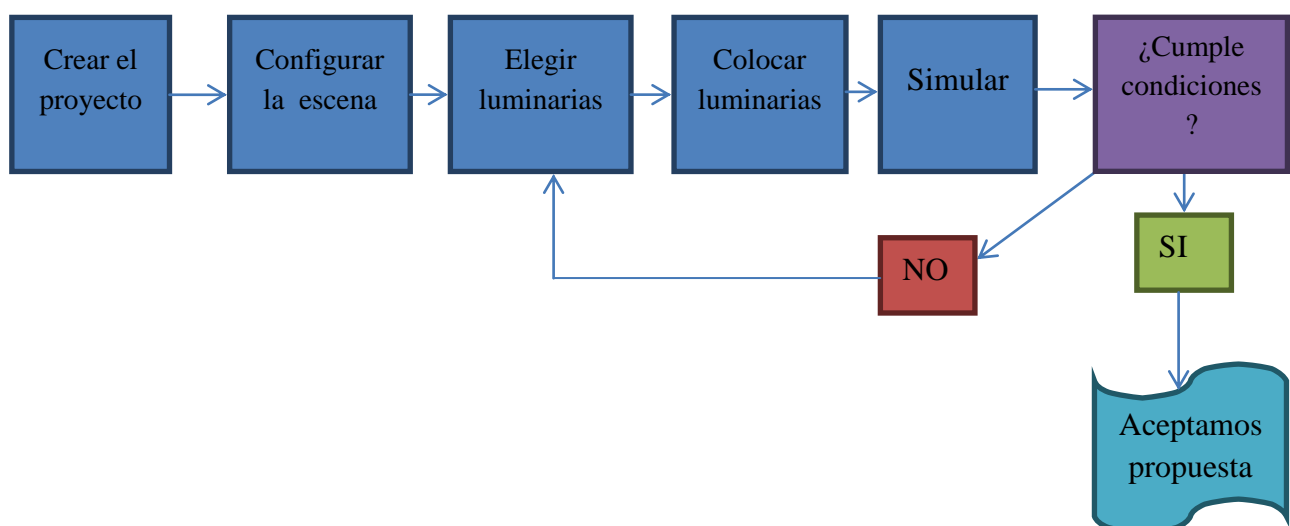 Crear el
proyecto
Configurar
la escena
Elegir
luminarias
Colocar
luminarias
Simular
¿Cumple
condiciones
?
NO
SI
Aceptamos
propuesta